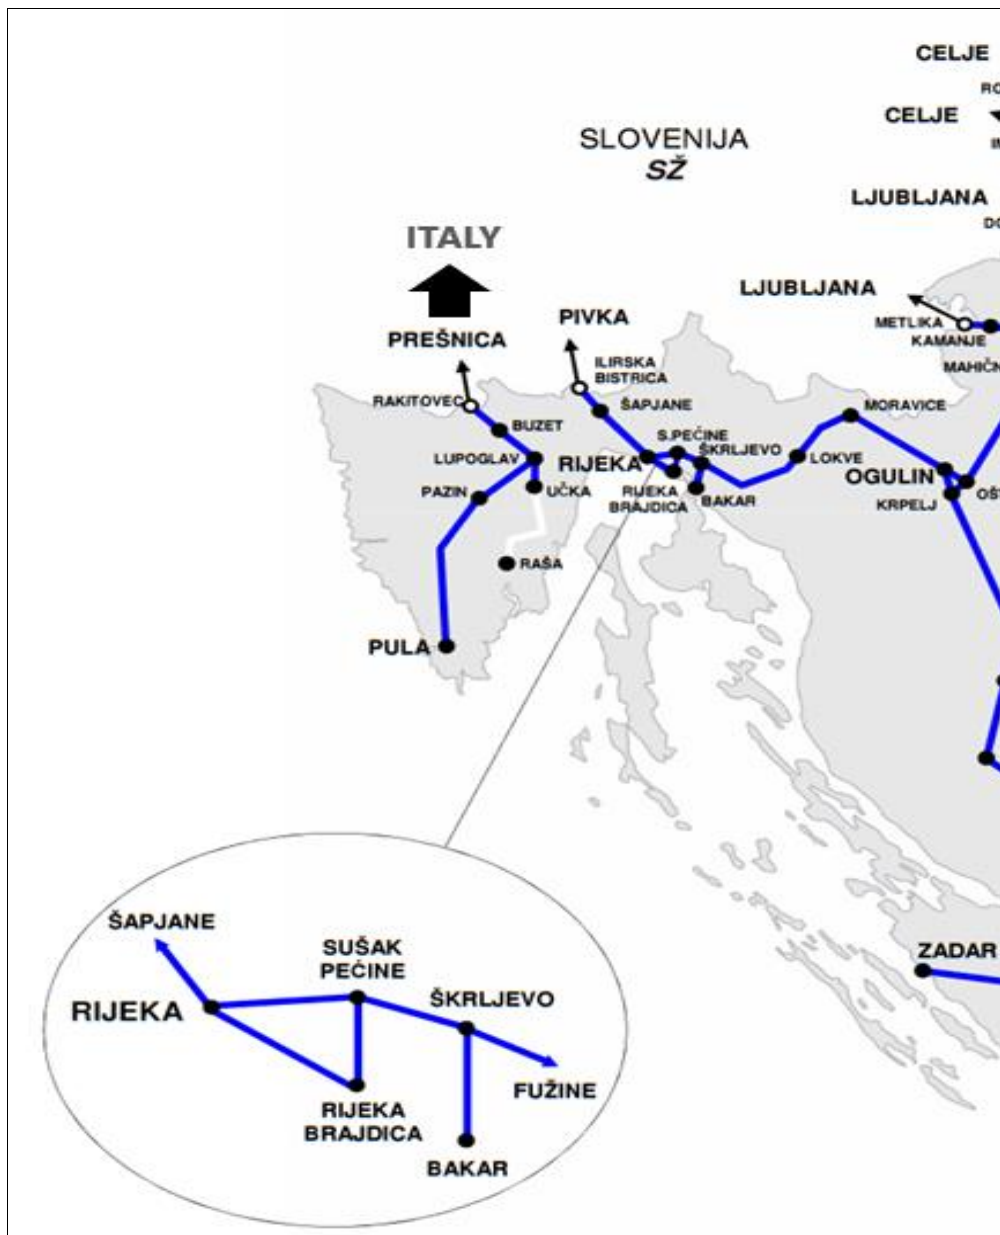 CELJE
CELJE
SLOVENIJA
SŽ
LJUBLJANA
ITALY
LJUBLJANA
PIVKA
METLIKA
PREŠNICA
KAMANJE
ILIRSKA
BISTRICA
RAKITOVEC
ŠAPJANE
MORAVICE
BUZET
S.PEĆINE
ŠKRLJEVO
LUPOGLAV
RIJEKA
LOKVE
OGULIN
PAZIN
UČKA
RIJEKA
BRAJDICA
BAKAR
KRPELJ
RAŠA
PULA
ŠAPJANE
SUŠAK
PEĆINE
ZADAR
ŠKRLJEVO
RIJEKA
FUŽINE
RIJEKA
BRAJDICA
BAKAR